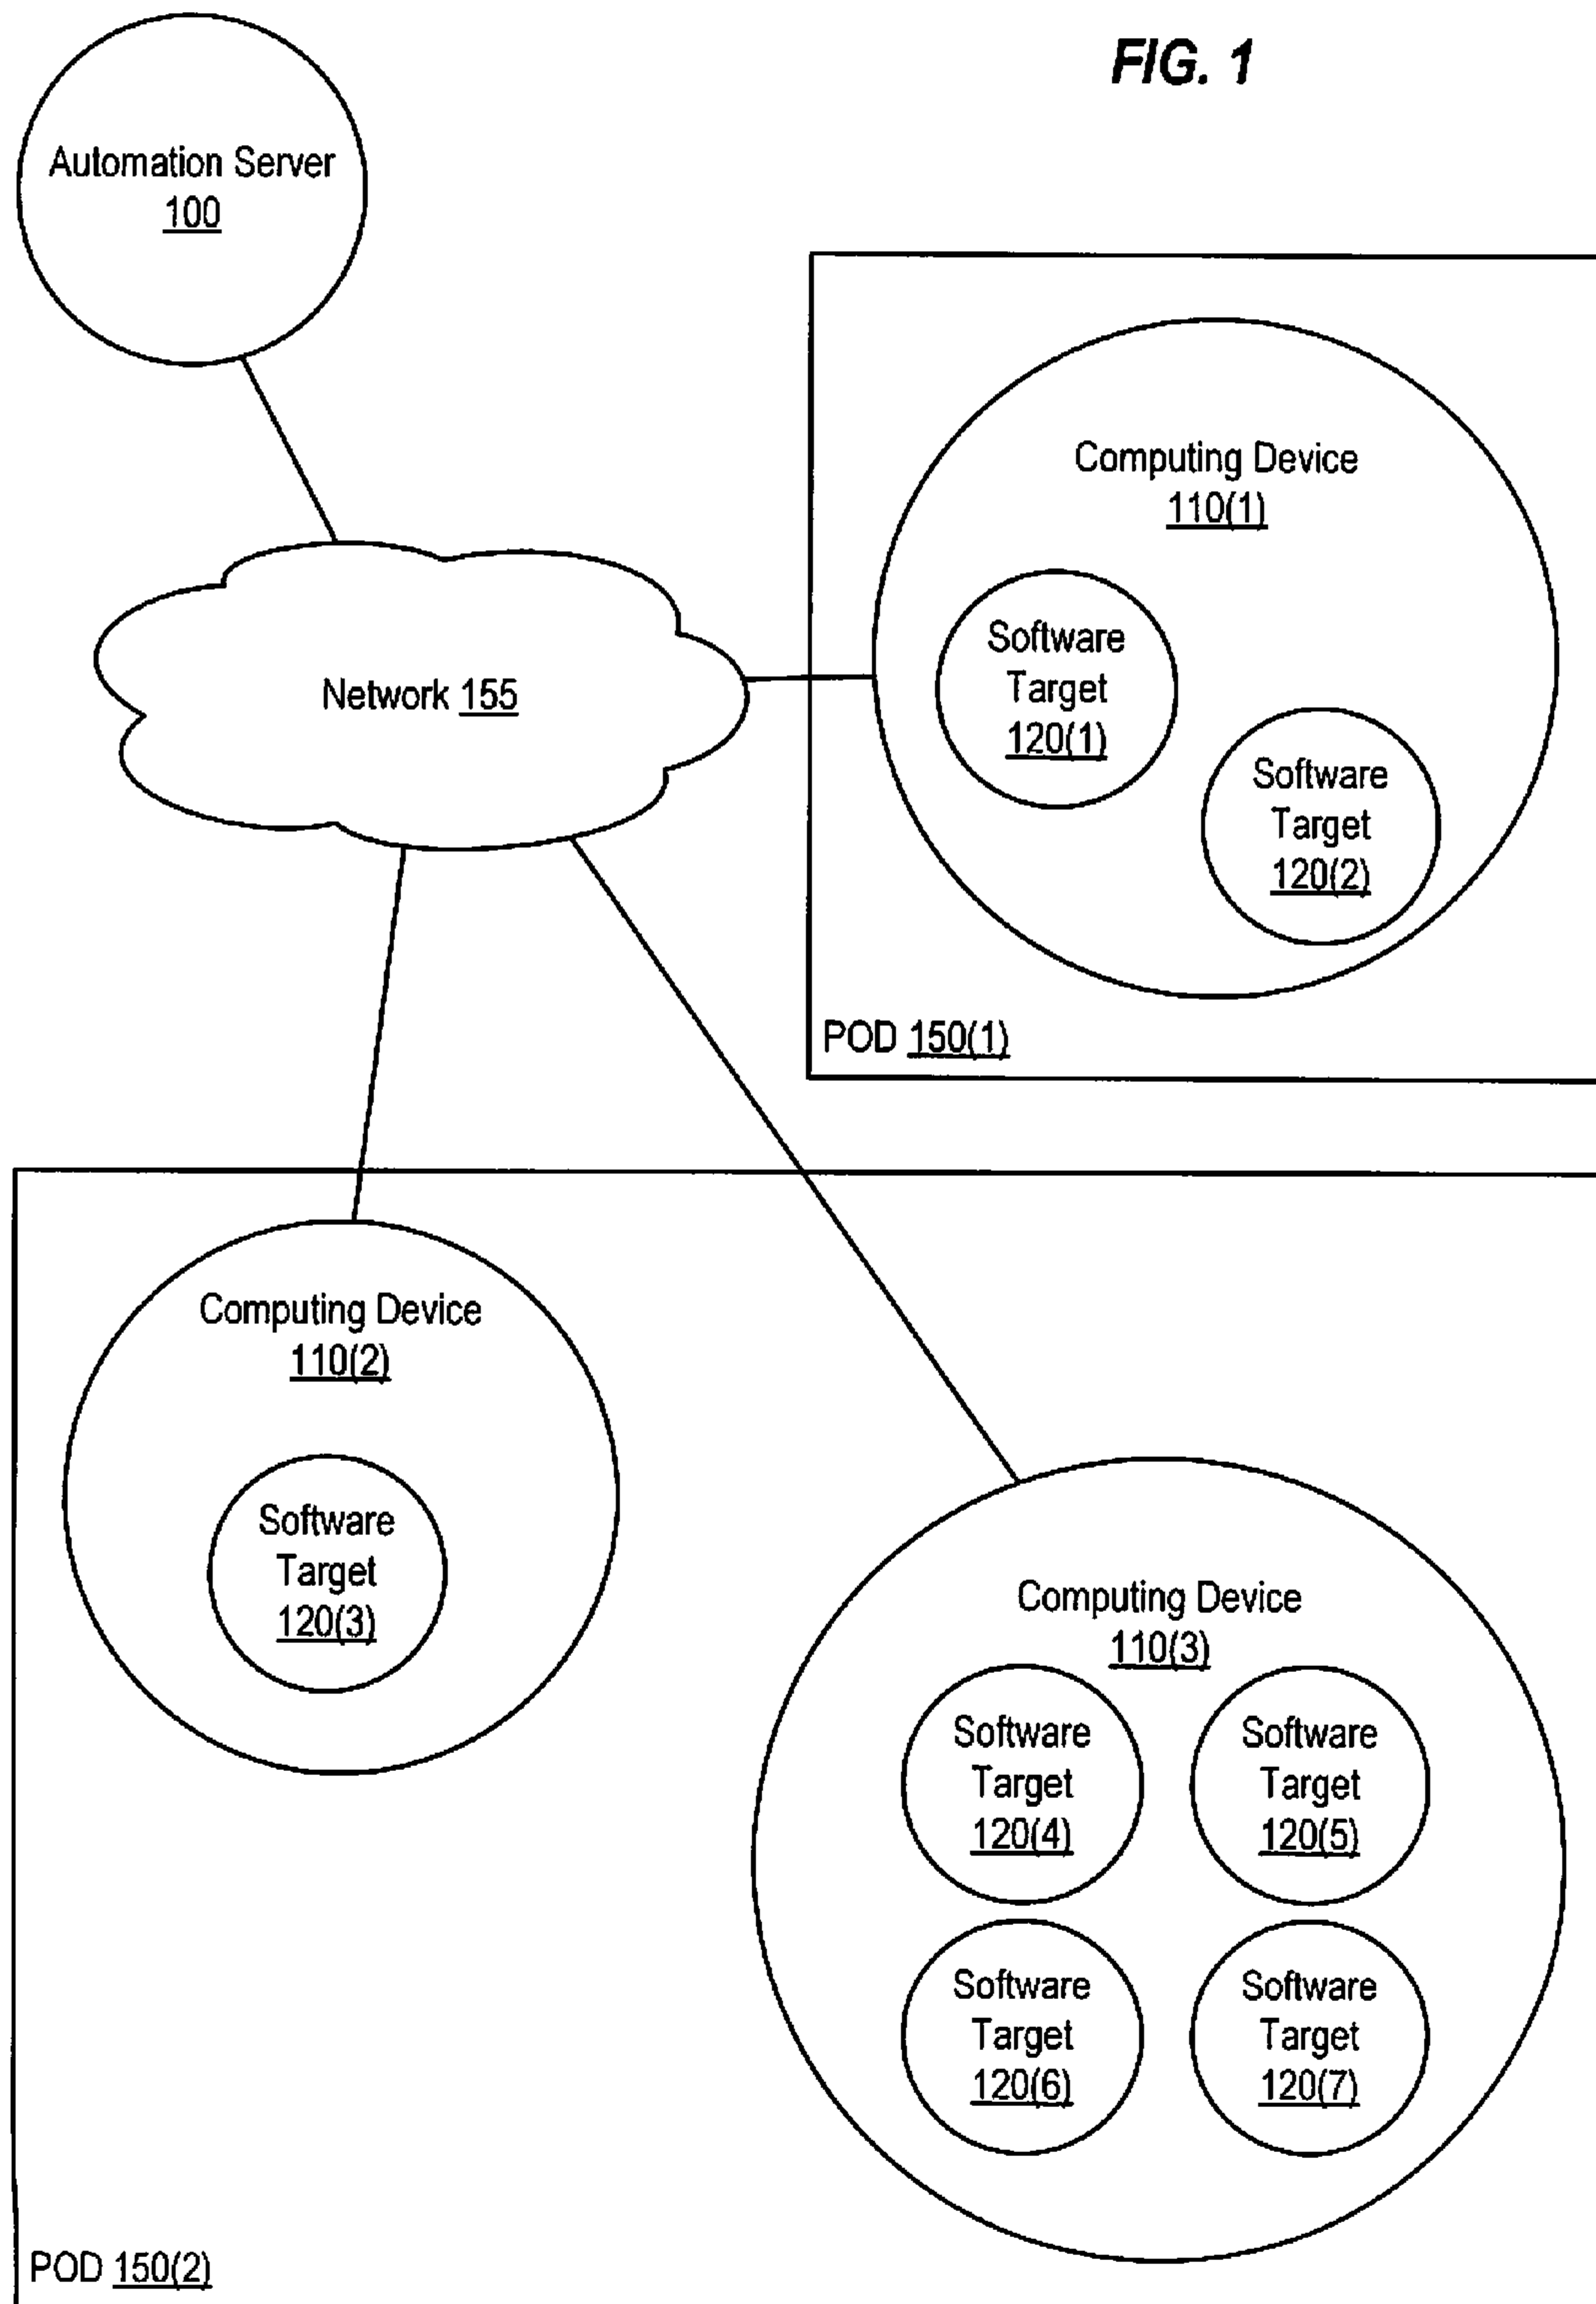 FIG. 1
Automation Server
100
Computing Device
110(1)
Software
Target
120(1)
Software
Target
120(2)
Network 155
POD 150(1)
Computing Device
110(2)
Software
Target
120(3)
Computing Device
110(3)
Software
Target
120(4)
Software
Target
120(5)
Software
Target
120(6)
Software
Target
120(7)
POD 150(2)